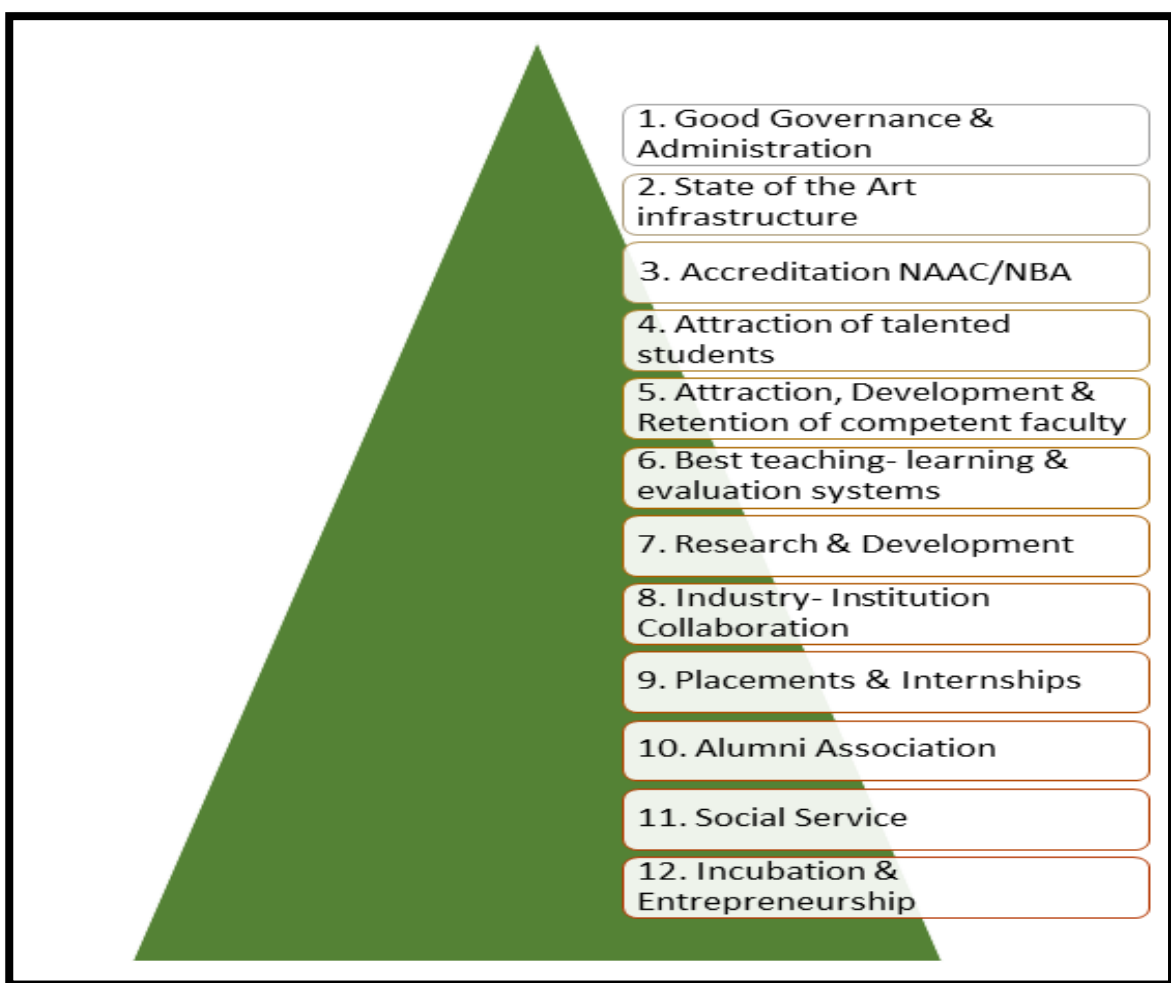 1. Good Governance &
Administration
2. State of the Art
infrastructure
3. Accreditation NAAC/NBA
4. Attraction of talented
students
5. Attraction, Development &
Retention of competent faculty
6. Best teaching- learning &
evaluation systems
7. Research & Development
8. Industry- Institution
Collaboration
9. Placements & Internships
10. Alumni Association
11. Social Service
12. Incubation &
Entrepreneurship